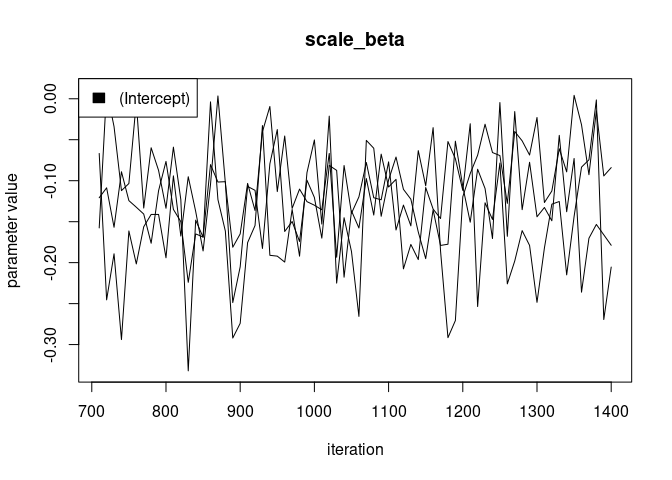 scale_beta
(Intercept)
parameter value
0.00
-0.10
-0.20
-0.30
700 800 900 1000 1100 1200 1300 1400
iteration